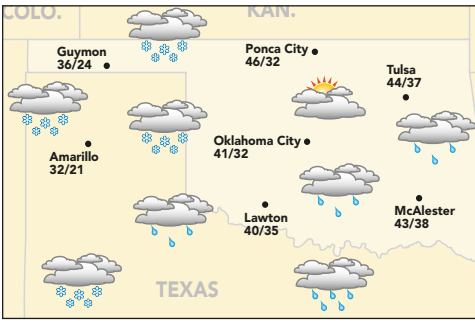 COLO.
KAN.
Guymon
36/24
Ponca City
46/32
Tulsa
44/37
Amarillo
32/21
Oklahoma City
41/32
Lawton
40/35
McAlester
43/38
TEXAS